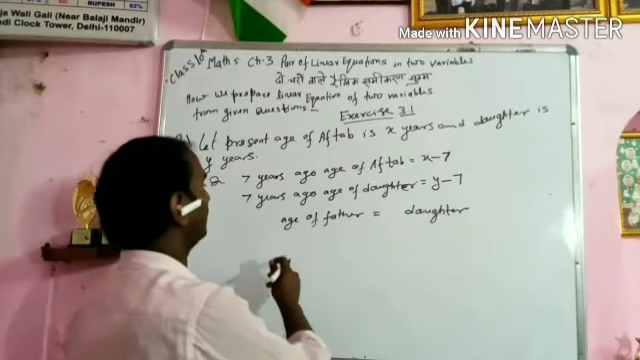 RUPESH 92%
ja Wali Gali (Near Balaji Mandir)
di Clock Tower, Delhi-110007
Made with KINEMASTER
Class 10th Maths Ch-3 Pair of Linear Equations in two variables
दो चरों वाले रैखिक समीकरण युग्म
How we prepare linear Equation of two variables
from given Questions
Exercise 3.1
Let present age of Aftab is x years and daughter is
y years.
7 years ago age of Aftab = x-7
7 years ago age of daughter = y-7
age of father = daughter